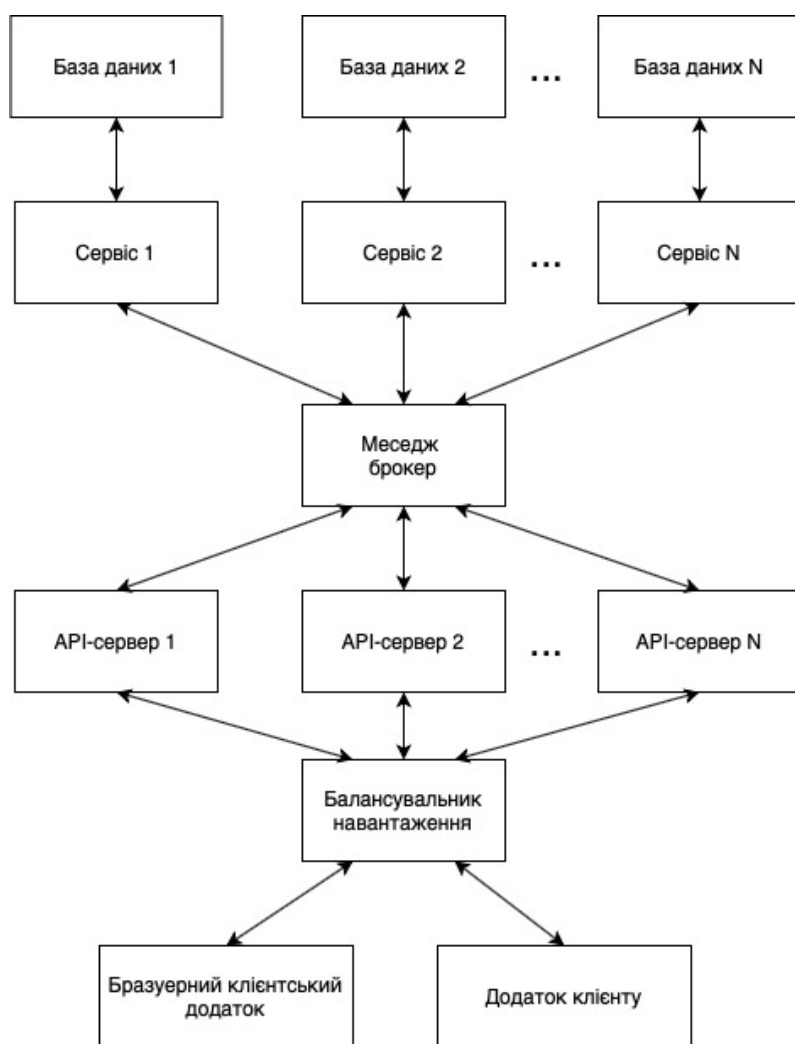 База даних 1
База даних 2
...
База даних N
Сервіс 1
Сервіс 2
...
Сервіс N
Меседж
брокер
API-сервер 1
API-сервер 2
...
API-сервер N
Балансувальник
навантаження
Бразуерний клієнтський
додаток
Додаток клієнту